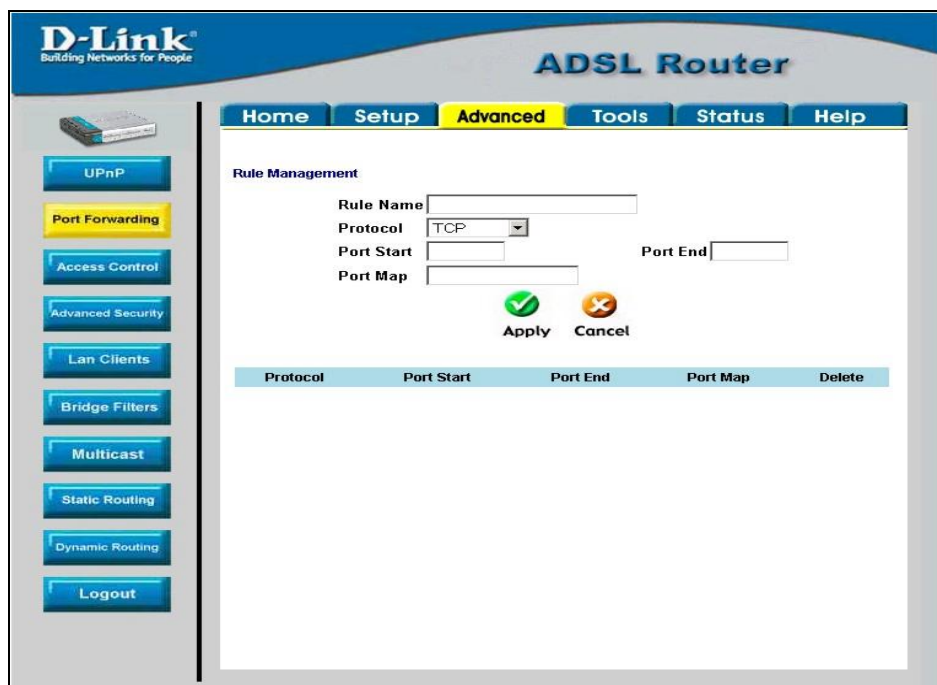 D-Link
Building Networks for People
ADSL Router
Home Setup Advanced Tools Status Help
UPnP
Port Forwarding
Access Control
Advanced Security
Lan Clients
Bridge Filters
Multicast
Static Routing
Dynamic Routing
Logout
Rule Management
Rule Name
Protocol TCP
Port Start Port End
Port Map
Apply Cancel
Protocol Port Start Port End Port Map Delete